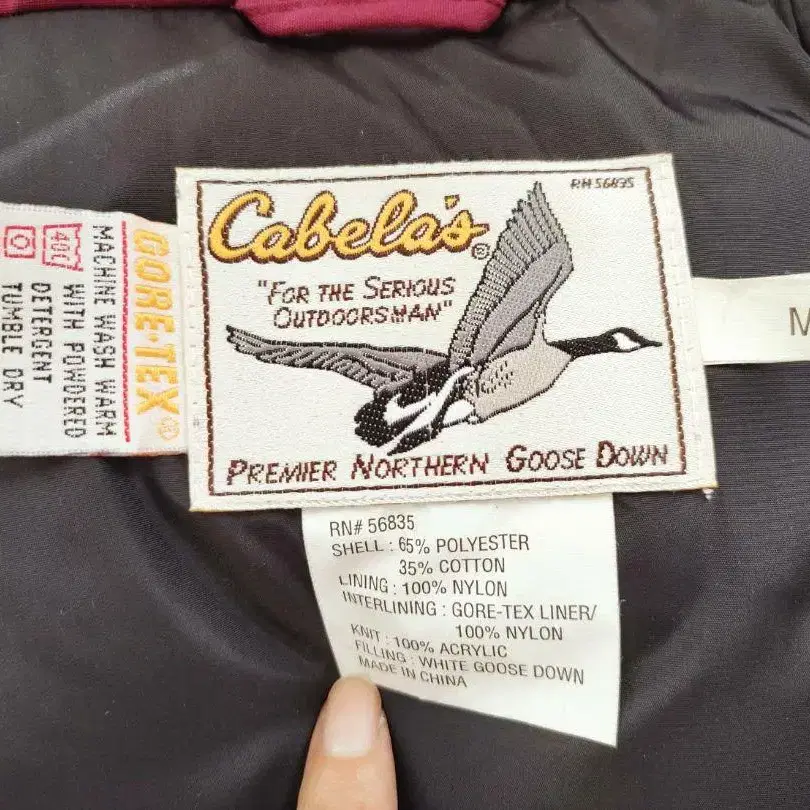 Cabela's®
RN 56835
"FOR THE SERIOUS
OUTDOORSMAN"
PREMIER NORTHERN GOOSE DOWN
GORE-TEX®
MACHINE WASH WARM
WITH POWDERED
DETERGENT
TUMBLE DRY
40C
M
RN# 56835
SHELL : 65% POLYESTER
35% COTTON
LINING : 100% NYLON
INTERLINING : GORE-TEX LINER/
100% NYLON
KNIT : 100% ACRYLIC
FILLING : WHITE GOOSE DOWN
MADE IN CHINA